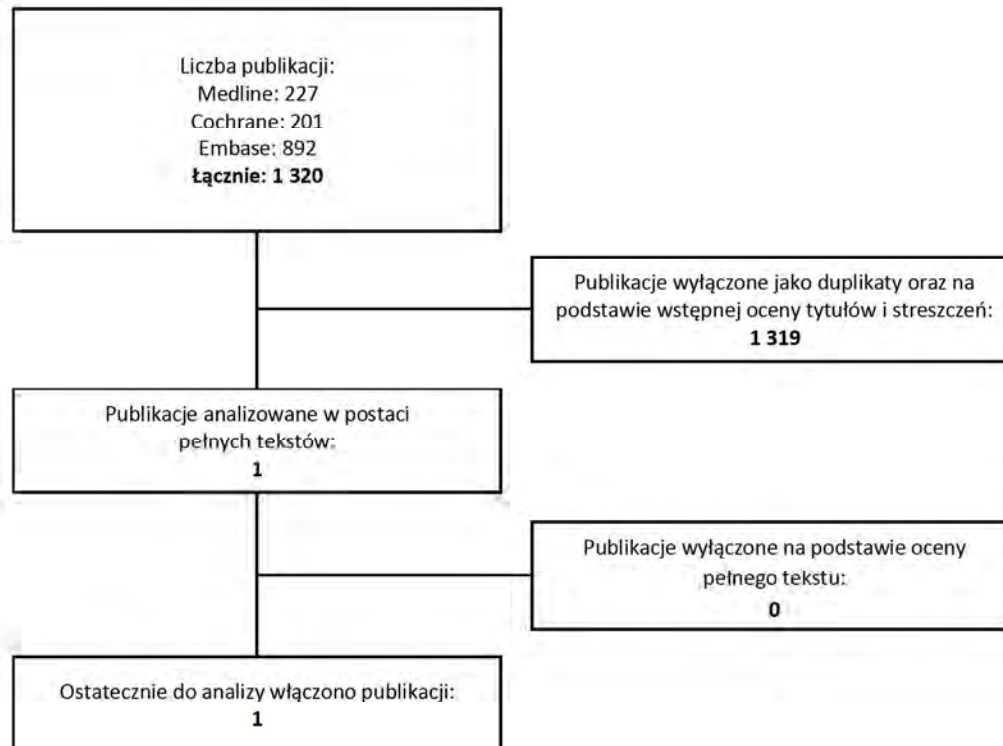 Liczba publikacji:
Medline: 227
Cochrane: 201
Embase: 892
Łącznie: 1 320
Publikacje wyłączone jako duplikaty oraz na
podstawie wstępnej oceny tytułów i streszczeń:
1 319
Publikacje analizowane w postaci
pełnych tekstów:
1
Publikacje wyłączone na podstawie oceny
pełnego tekstu:
0
Ostatecznie do analizy włączono publikacji:
1